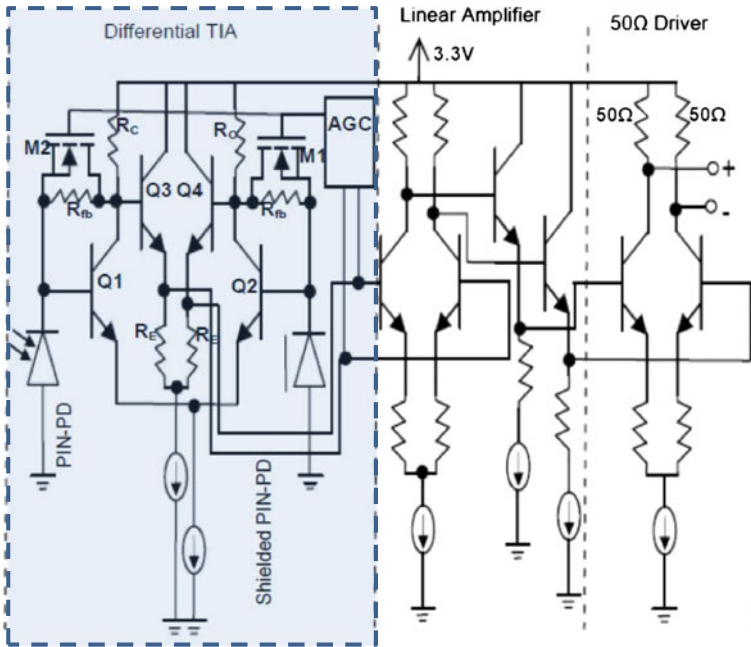 Differential TIA
Linear Amplifier
50Ω Driver
3.3V
M2
RC
RC
M1
AGC
50Ω
50Ω
+
-
Rfb
Q3
Q4
Rfb
Q1
Q2
RE
RE
PIN-PD
Shielded PIN-PD